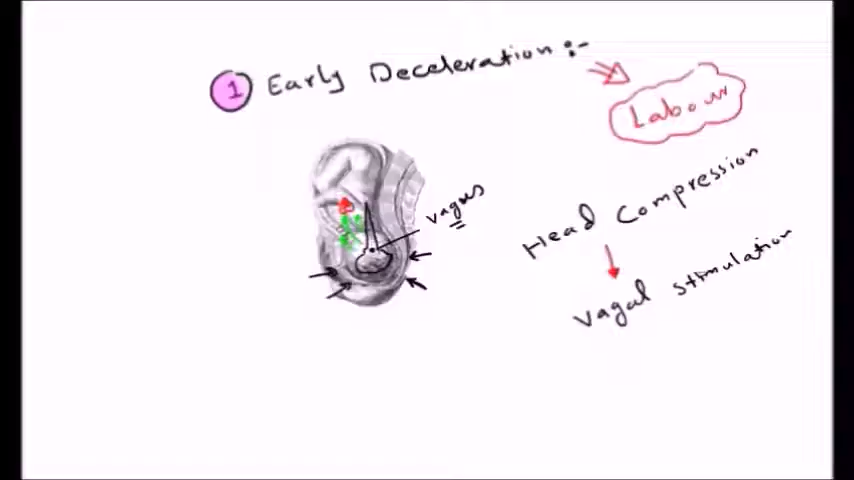 1 Early Deceleration :-
Labour
vagus
Head Compression
vagal stimulation